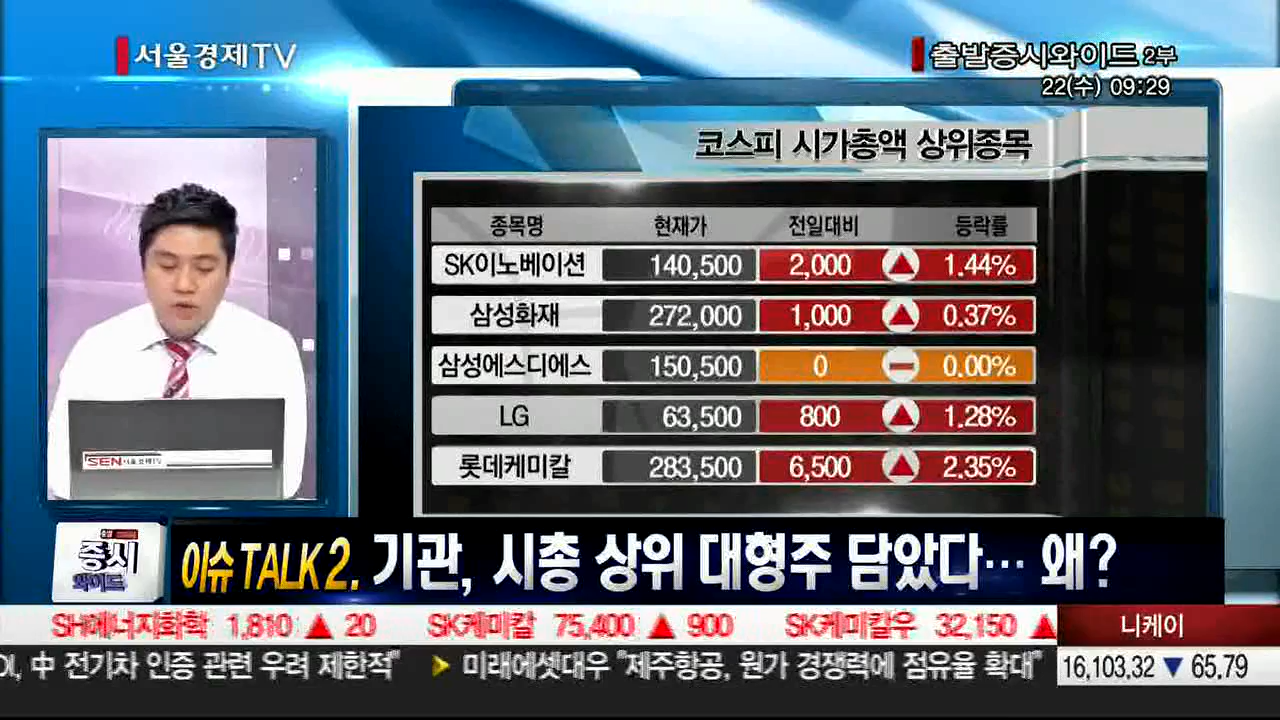 서울경제TV
출발증시와이드 2부
22(수) 09:29
코스피 시가총액 상위종목
종목명 현재가 전일대비 등락률
SK이노베이션 140,500 2,000 ▲ 1.44%
삼성화재 272,000 1,000 ▲ 0.37%
삼성에스디에스 150,500 0 - 0.00%
LG 63,500 800 ▲ 1.28%
롯데케미칼 283,500 6,500 ▲ 2.35%
SEN 서울경제TV
출발
증시
와이드
이슈 TALK 2. 기관, 시총 상위 대형주 담았다… 왜?
SH에너지화학 1,810 ▲ 20 SK케미칼 75,400 ▲ 900 SK케미칼우 32,150 ▲
니케이
DI, 中 전기차 인증 관련 우려 제한적" ▶ 미래에셋대우 "제주항공, 원가 경쟁력에 점유율 확대"
16,103.32 ▼ 65.79